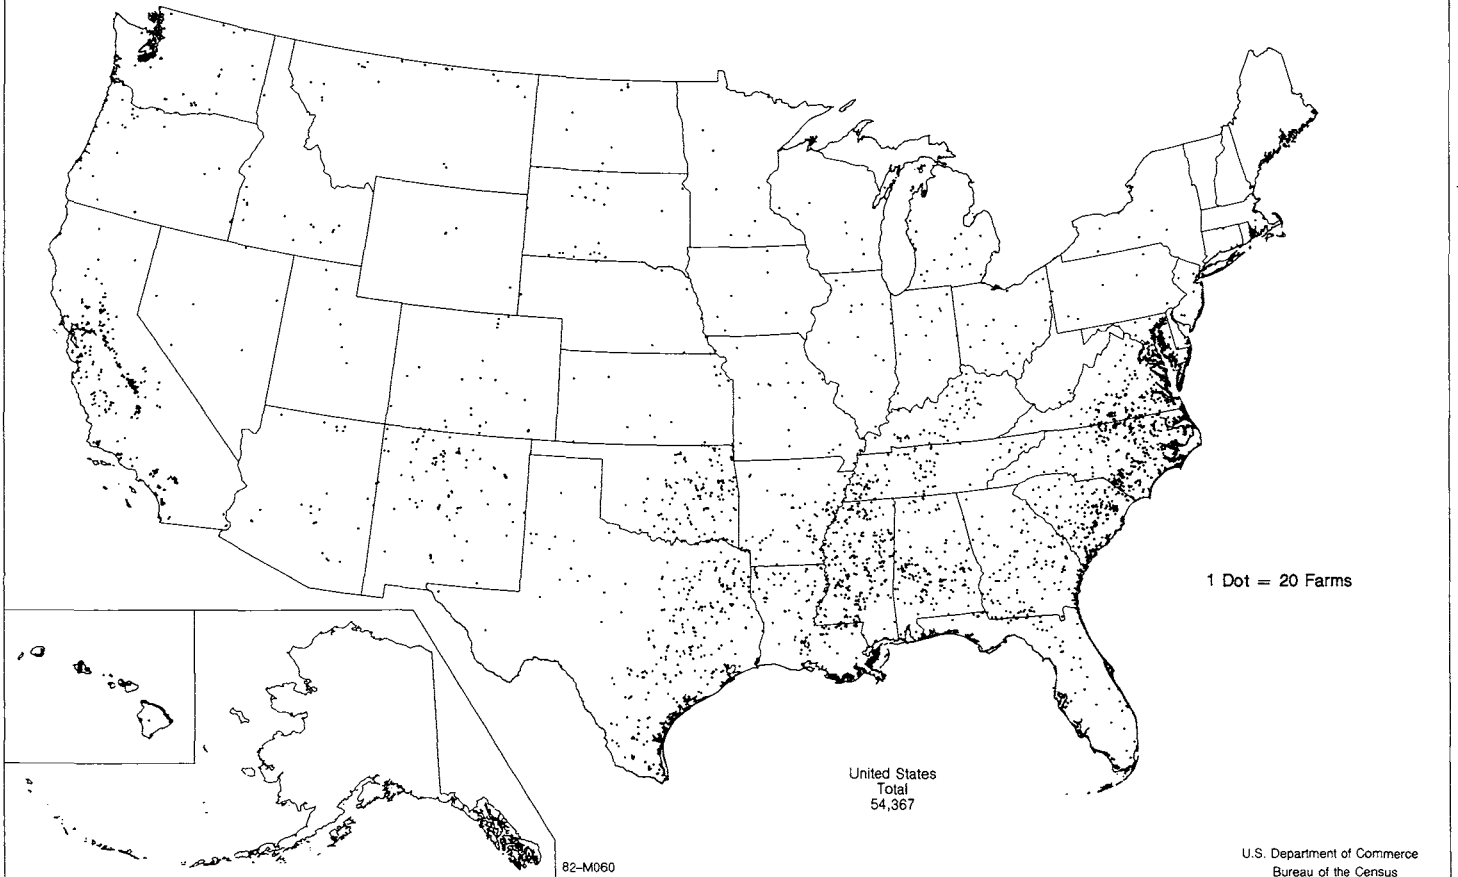 1 Dot = 20 Farms
United States
Total
54,367
82-M060
U.S. Department of Commerce
Bureau of the Census